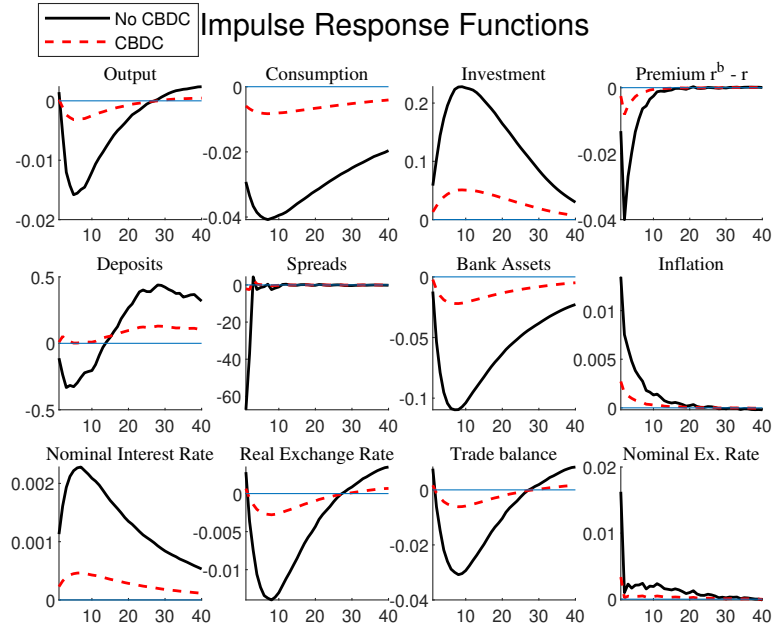 No CBDC
CBDC
Impulse Response Functions
Output
Consumption
Investment
Premium r^b - r
0
-0.01
-0.02
10 20 30 40
0
-0.02
-0.04
10 20 30 40
0.2
0.1
0
10 20 30 40
0
-0.02
-0.04
10 20 30 40
Deposits
Spreads
Bank Assets
Inflation
0.5
0
-0.5
10 20 30 40
0
-20
-40
-60
10 20 30 40
0
-0.05
-0.1
10 20 30 40
0.01
0.005
0
10 20 30 40
Nominal Interest Rate
Real Exchange Rate
Trade balance
Nominal Ex. Rate
0.002
0.001
0
10 20 30 40
0
-0.005
-0.01
10 20 30 40
0
-0.02
-0.04
10 20 30 40
0.02
0.01
0
10 20 30 40